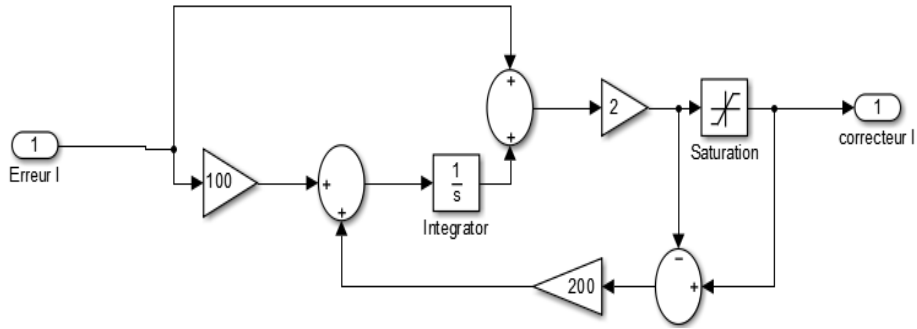 +
+
2
1
correcteur I
Saturation
1
Erreur I
100
+
+
1
s
Integrator
−
+
200